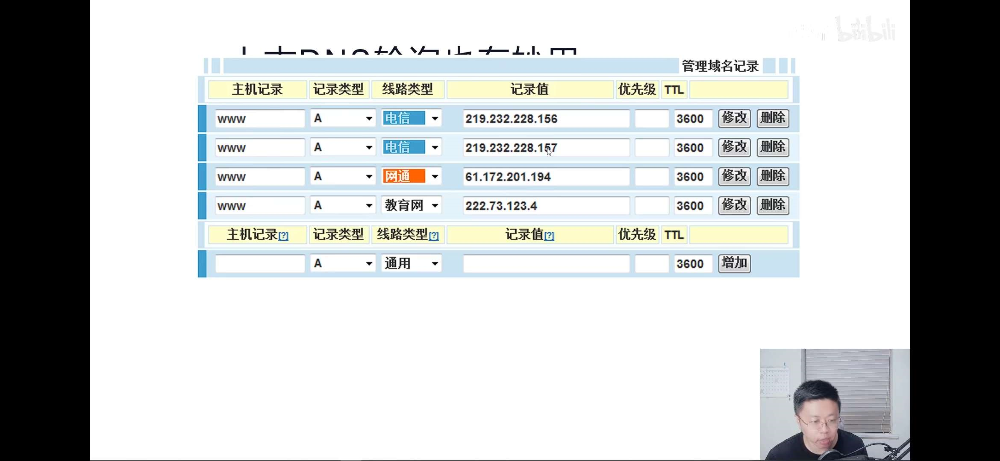 bilibili
管理域名记录
主机记录 记录类型 线路类型 记录值 优先级 TTL
www A 电信 219.232.228.156 3600 修改 删除
www A 电信 219.232.228.157 3600 修改 删除
www A 网通 61.172.201.194 3600 修改 删除
www A 教育网 222.73.123.4 3600 修改 删除
主机记录[?] 记录类型 线路类型[?] 记录值[?] 优先级 TTL
A 通用 3600 增加